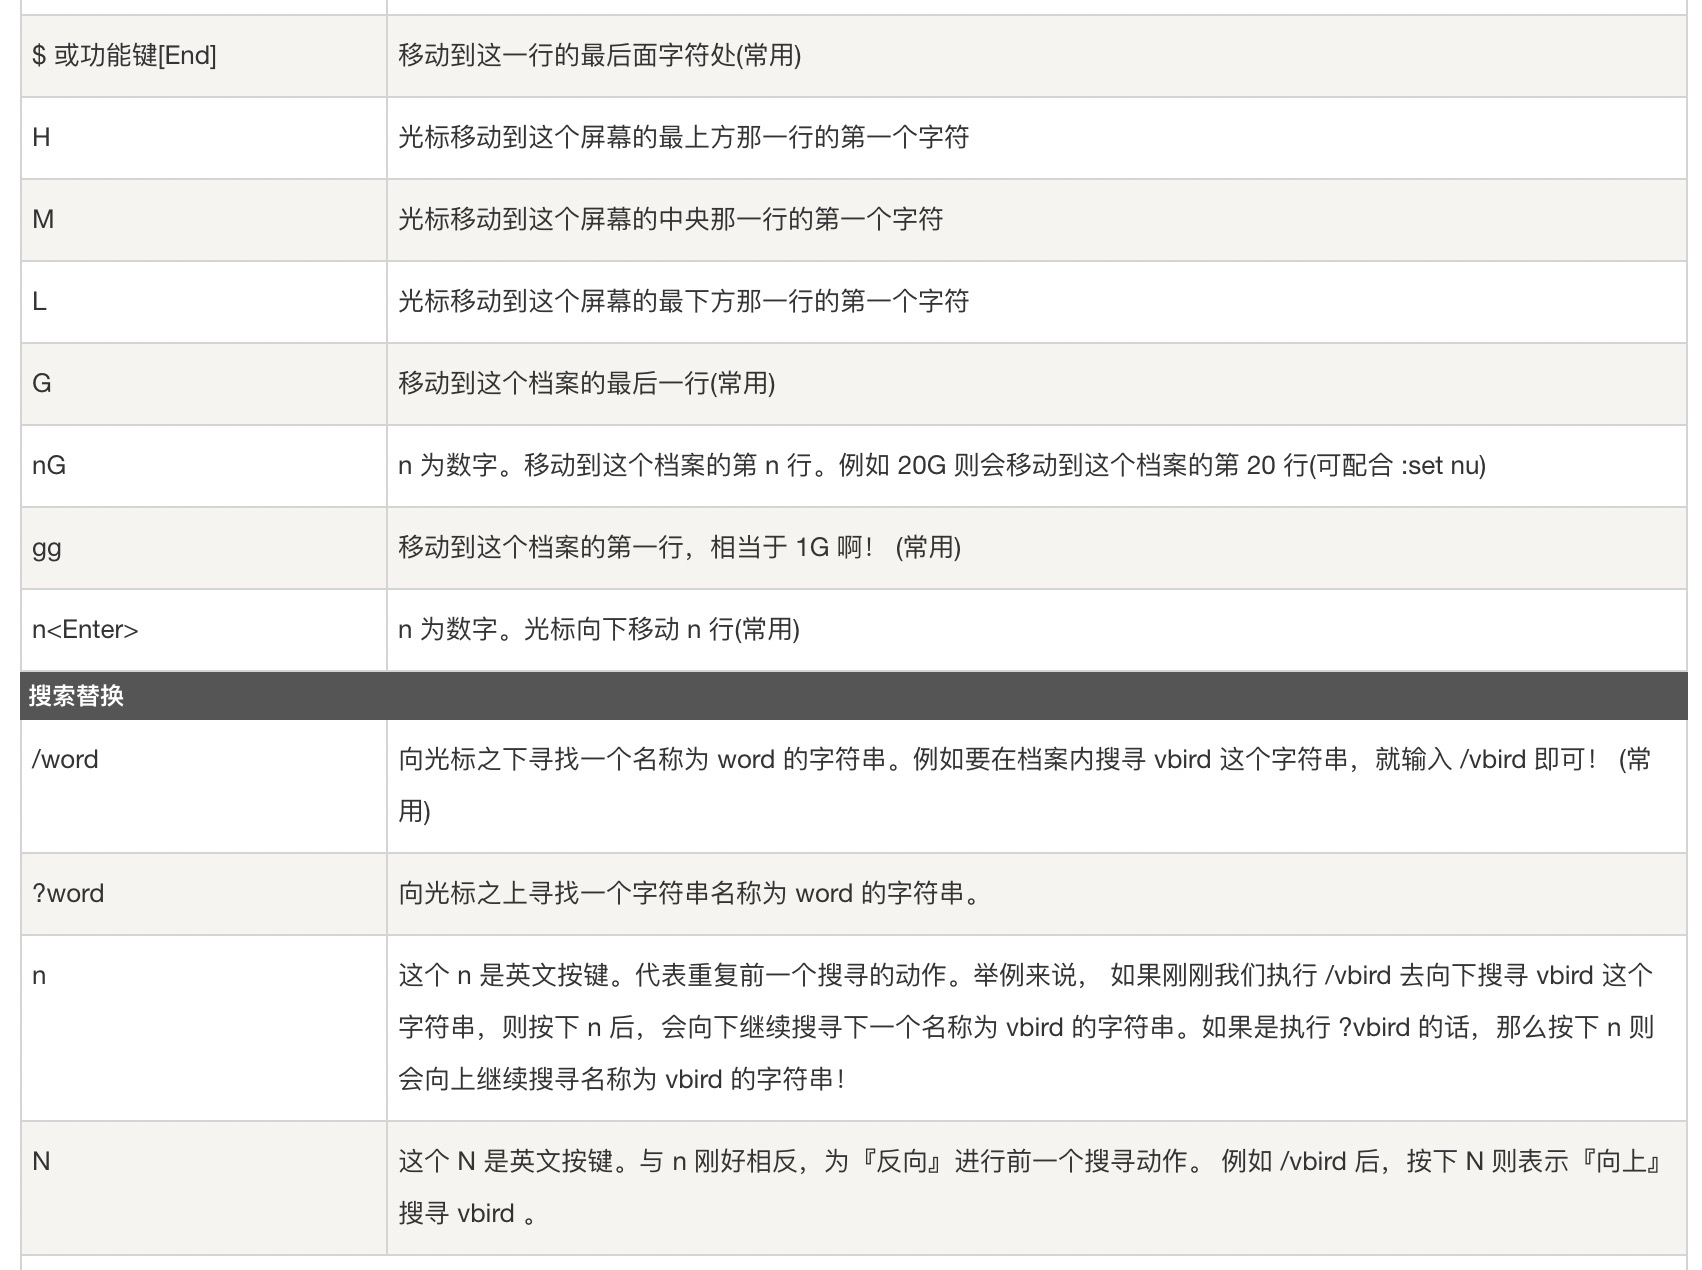 $ 或功能键[End]
移动到这一行的最后面字符处(常用)
H
光标移动到这个屏幕的最上方那一行的第一个字符
M
光标移动到这个屏幕的中央那一行的第一个字符
L
光标移动到这个屏幕的最下方那一行的第一个字符
G
移动到这个档案的最后一行(常用)
nG
n 为数字。移动到这个档案的第 n 行。例如 20G 则会移动到这个档案的第 20 行(可配合 :set nu)
gg
移动到这个档案的第一行，相当于 1G 啊！ (常用)
n<Enter>
n 为数字。光标向下移动 n 行(常用)
搜索替换
/word
向光标之下寻找一个名称为 word 的字符串。例如要在档案内搜寻 vbird 这个字符串，就输入 /vbird 即可！ (常
用)
?word
向光标之上寻找一个字符串名称为 word 的字符串。
n
这个 n 是英文按键。代表重复前一个搜寻的动作。举例来说， 如果刚刚我们执行 /vbird 去向下搜寻 vbird 这个
字符串，则按下 n 后，会向下继续搜寻下一个名称为 vbird 的字符串。如果是执行 ?vbird 的话，那么按下 n 则
会向上继续搜寻名称为 vbird 的字符串！
N
这个 N 是英文按键。与 n 刚好相反，为『反向』进行前一个搜寻动作。 例如 /vbird 后，按下 N 则表示『向上』
搜寻 vbird 。